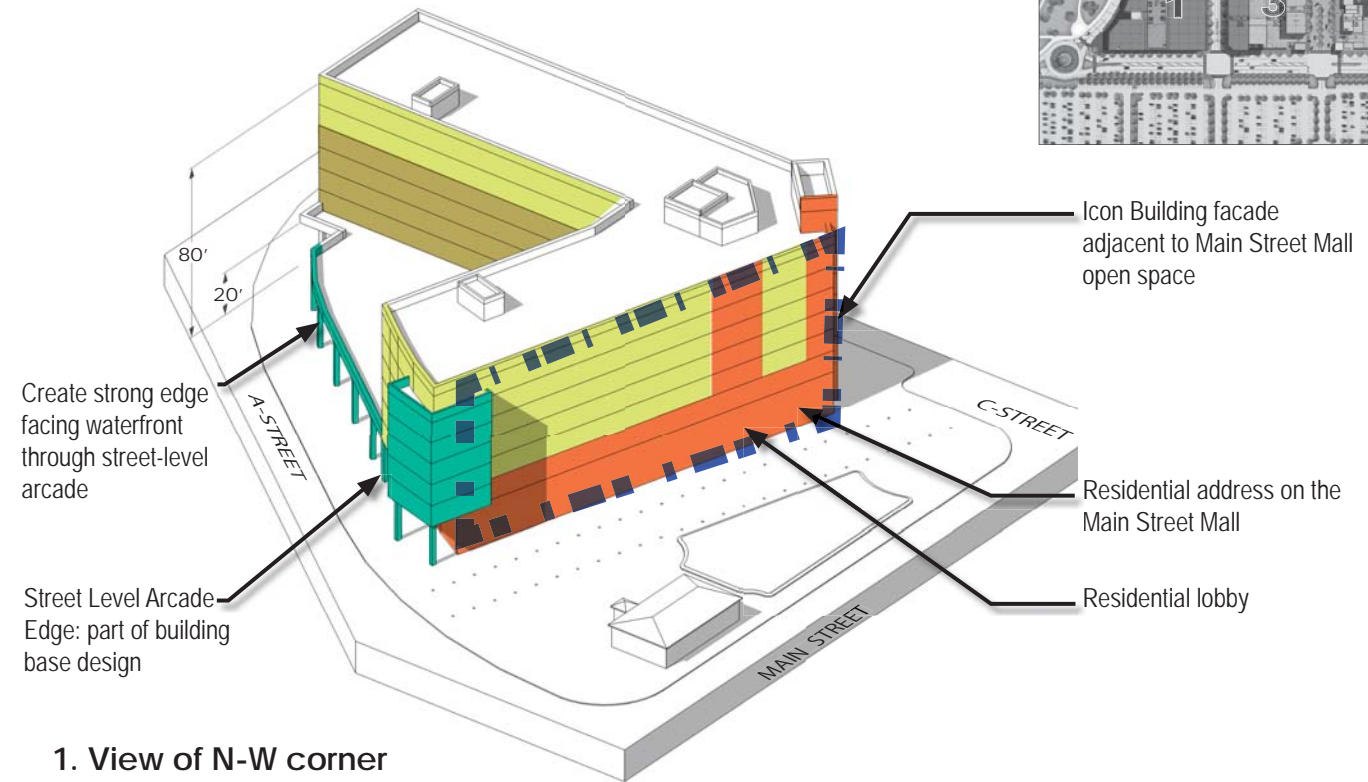 1
3
80'
20'
Icon Building facade
adjacent to Main Street Mall
open space
Create strong edge
facing waterfront
through street-level
arcade
A-STREET
C-STREET
Residential address on the
Main Street Mall
Residential lobby
Street Level Arcade
Edge: part of building
base design
MAIN STREET
1. View of N-W corner